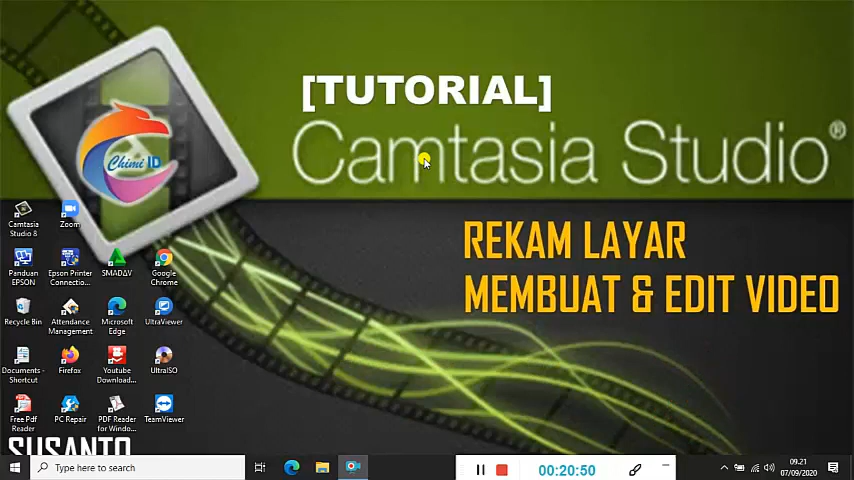 [TUTORIAL]
Camtasia Studio®
Chimi ID
REKAM LAYAR
MEMBUAT & EDIT VIDEO
Camtasia
Studio 8
Zoom
Panduan
EPSON
Epson Printer
Connectio...
SMADAV
Google
Chrome
Recycle Bin
Attendance
Management
Microsoft
Edge
UltraViewer
Documents -
Shortcut
Firefox
Youtube
Download...
UltraISO
Free Pdf
Reader
PC Repair
PDF Reader
for Windo...
TeamViewer
SUSANTO
Type here to search
00:20:50
09.21
07/09/2020